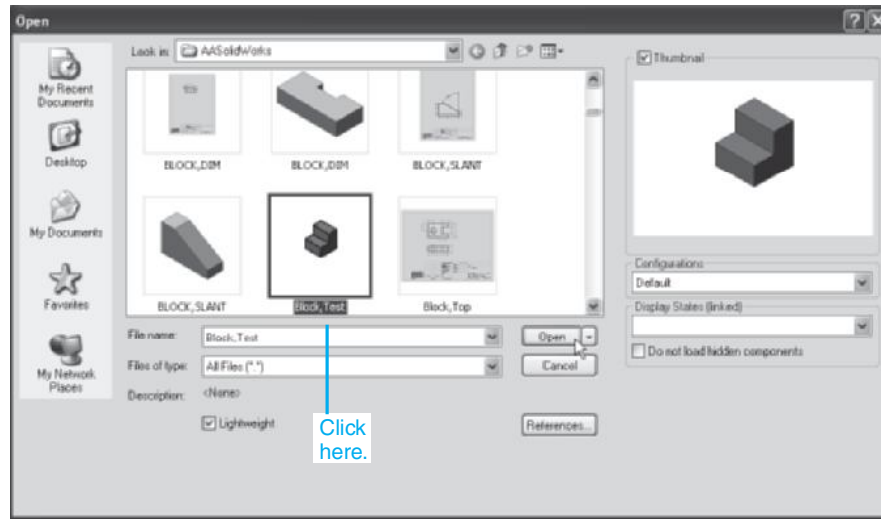 Open
Look in: AASolidWorks
My Recent
Documents
Desktop
My Documents
Favorites
My Network
Places
BLOCK,DIM
BLOCK,DIM
BLOCK,SLANT
BLOCK,SLANT
Block,Test
Block,Top
File name: Block,Test
Open
Files of type: All Files (*.*)
Cancel
Description: <None>
Lightweight
References...
Click
here.
Thumbnail
Configurations
Default
Display States (linked)
Do not load hidden components